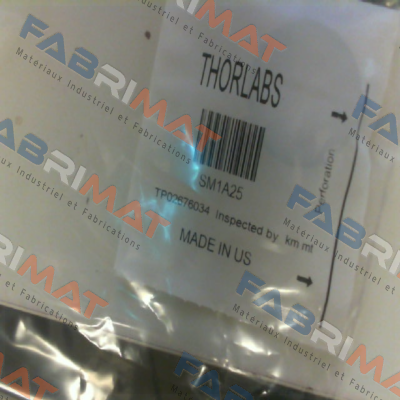 THORLABS
SM1A25
TP02676034 Inspected by km mt
MADE IN US
Perforation
FABRIMAT
Materiaux Industriel et Fabrications
FABRIMAT
Materiaux Industriel et Fabrications
FABRIMAT
Materiaux Industriel et Fabrications
FABRIMAT
Materiaux Industriel et Fabrications